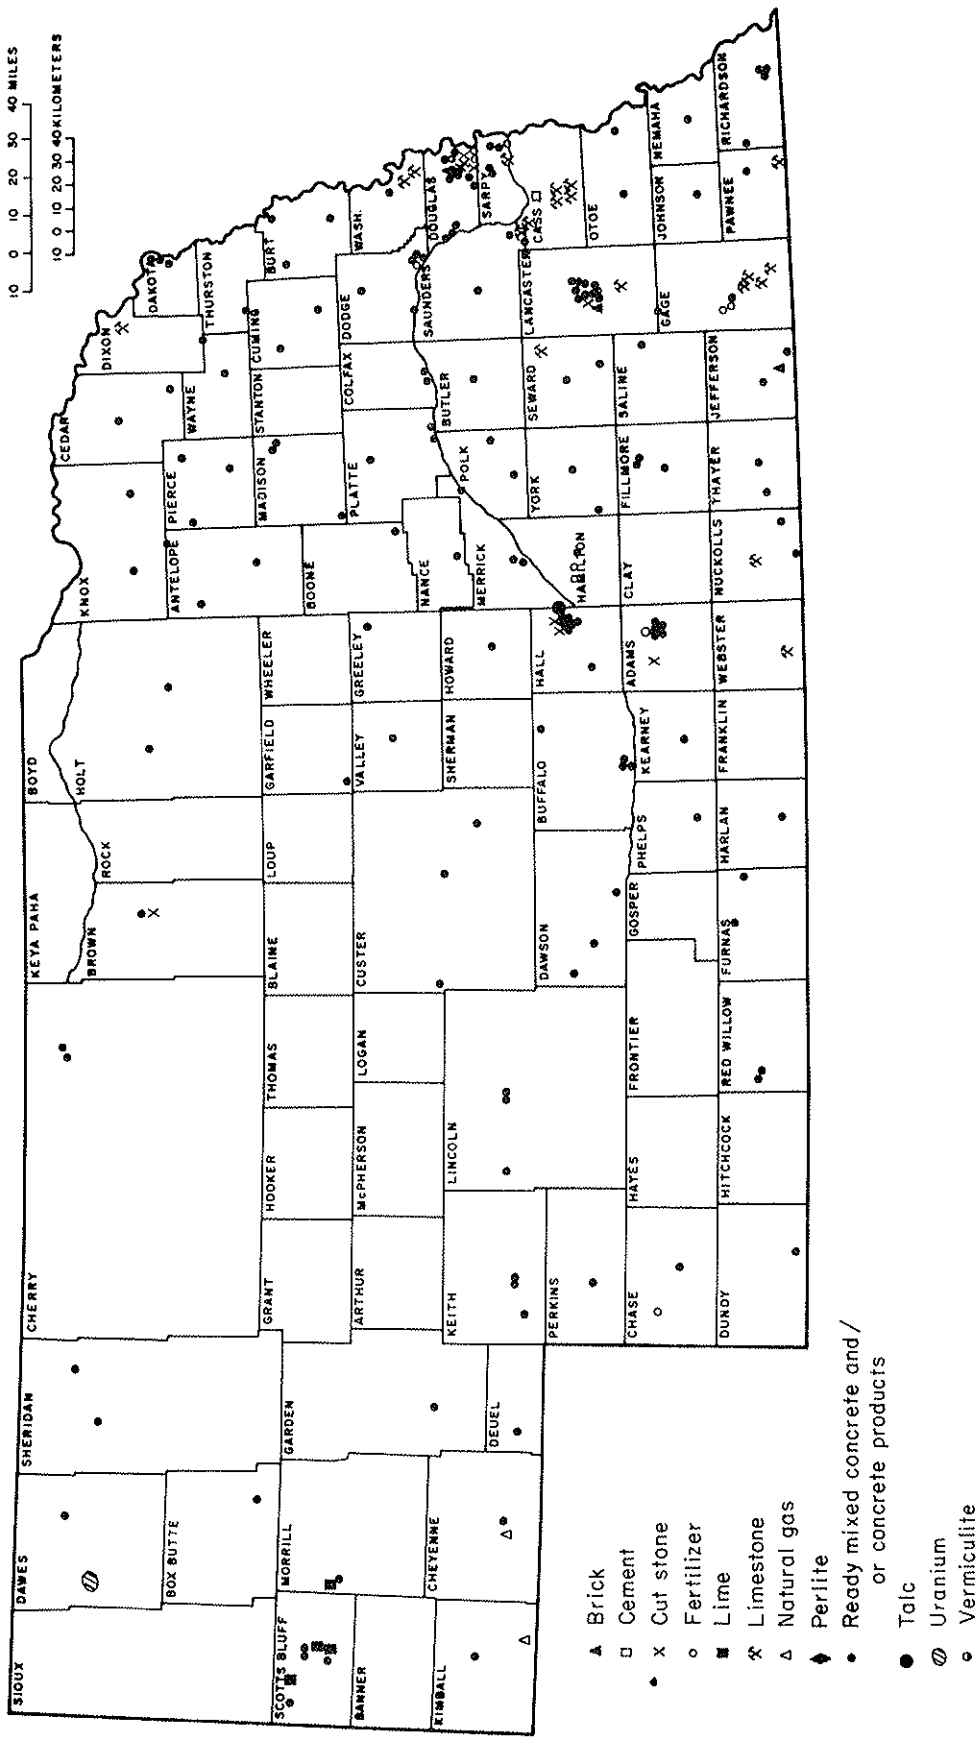 10 0 10 20 30 40 MILES
10 0 10 20 30 40 KILOMETERS
SIOUX
DAWES
SHERIDAN
CHERRY
KEYA PAHA
BOYD
BROWN
ROCK
HOLT
KNOX
CEDAR
DIXON
DAKOTA
THURSTON
BOX BUTTE
ANTELOPE
PIERCE
WAYNE
SCOTTS BLUFF
MORRILL
GARDEN
GRANT
HOOKER
THOMAS
BLAINE
LOUP
GARFIELD
WHEELER
BOONE
MADISON
STANTON
CUMING
BURT
BANNER
ARTHUR
McPHERSON
LOGAN
CUSTER
VALLEY
GREELEY
NANCE
PLATTE
COLFAX
DODGE
WASH.
KIMBALL
CHEYENNE
DEUEL
KEITH
LINCOLN
SHERMAN
HOWARD
MERRICK
POLK
BUTLER
SAUNDERS
DOUGLAS
SARPY
PERKINS
DAWSON
BUFFALO
HALL
HAMILTON
YORK
SEWARD
LANCASTER
CASS
OTOE
CHASE
HAYES
FRONTIER
GOSPER
PHELPS
KEARNEY
ADAMS
CLAY
FILLMORE
SALINE
GAGE
JOHNSON
NEMAHA
DUNDY
HITCHCOCK
RED WILLOW
FURNAS
HARLAN
FRANKLIN
WEBSTER
NUCKOLLS
THAYER
JEFFERSON
PAWNEE
RICHARDSON
Brick
Cement
Cut stone
Fertilizer
Lime
Limestone
Natural gas
Perlite
Ready mixed concrete and/
or concrete products
Talc
Uranium
Vermiculite